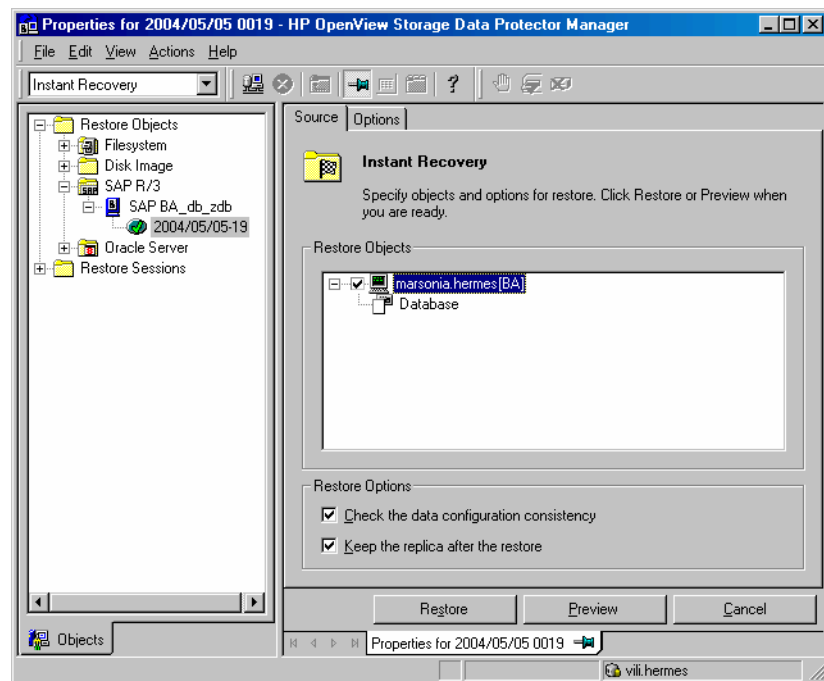 Properties for 2004/05/05 0019 - HP OpenView Storage Data Protector Manager
File Edit View Actions Help
Instant Recovery
Restore Objects
Filesystem
Disk Image
SAP R/3
SAP BA_db_zdb
2004/05/05-19
Oracle Server
Restore Sessions
Objects
Source Options
Instant Recovery
Specify objects and options for restore. Click Restore or Preview when
you are ready.
Restore Objects
marsonia.hermes[BA]
Database
Restore Options
Check the data configuration consistency
Keep the replica after the restore
Restore Preview Cancel
Properties for 2004/05/05 0019
vili.hermes